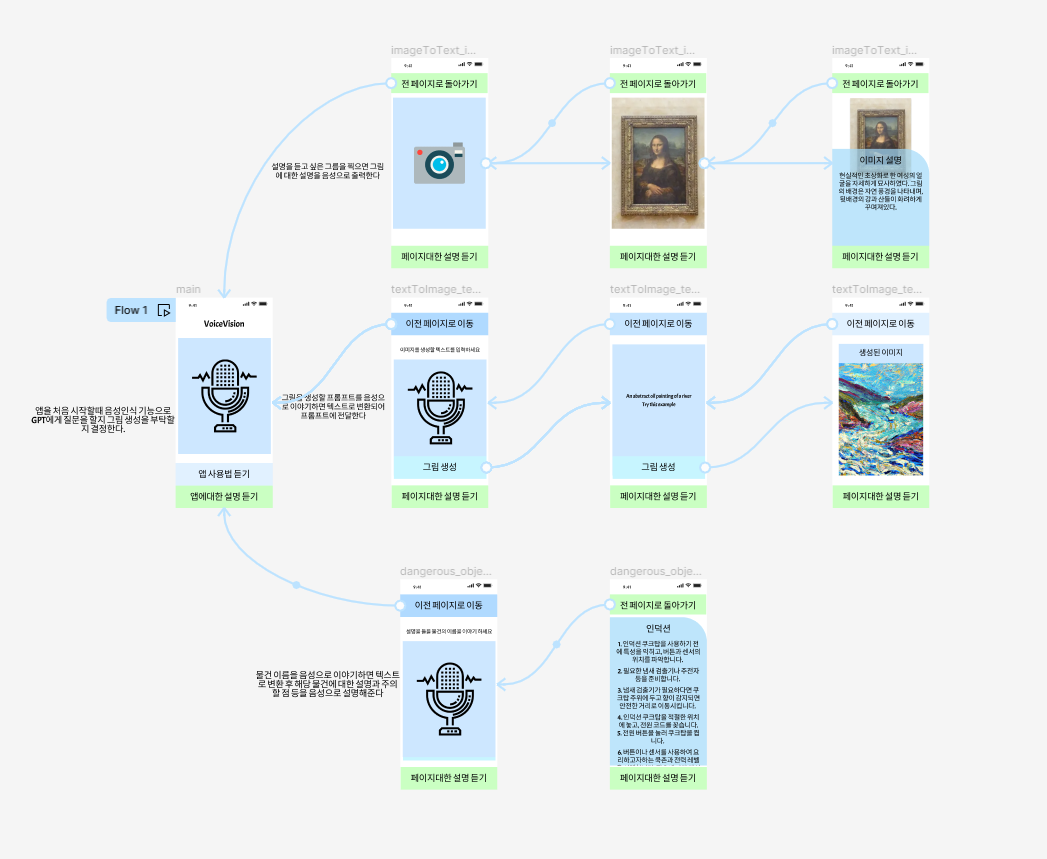 imageToText_i...
imageToText_i...
imageToText_i...
9:41
9:41
9:41
전 페이지로 돌아가기
전 페이지로 돌아가기
전 페이지로 돌아가기
설명을 듣고 싶은 그름을 찍으면 그림
에 대한 설명을 음성으로 출력한다
이미지 설명
현실적인 초상화로 한 여성의 얼
굴을 자세하게 묘사하였다. 그림
의 배경은 자연 풍경을 나타내며,
뒷배경의 강과 산들이 화려하게
꾸며져있다.
페이지대한 설명 듣기
페이지대한 설명 듣기
페이지대한 설명 듣기
main
textToImage_te...
textToImage_te...
textToImage_te...
Flow 1
9:41
9:41
9:41
9:41
VoiceVision
이전 페이지로 이동
이전 페이지로 이동
이전 페이지로 이동
이미지를 생성할 텍스트를 입력하세요
생성된 이미지
앱을 처음 시작할때 음성인식 기능으로
GPT에게 질문을 할지 그림 생성을 부탁할
지 결정한다.
그림을 생성할 프롬프트를 음성으
로 이야기하면 텍스트로 변환되어
프롬프트에 전달한다
An abstract oil painting of a river
Try this example
앱 사용법 듣기
그림 생성
그림 생성
앱에대한 설명 듣기
페이지대한 설명 듣기
페이지대한 설명 듣기
페이지대한 설명 듣기
dangerous_obje...
dangerous_obje...
9:41
9:41
이전 페이지로 이동
전 페이지로 돌아가기
설명을 들을 물건의 이름을 이야기 하세요
인덕션
물건 이름을 음성으로 이야기하면 텍스트
로 변환 후 해당 물건에 대한 설명과 주의
할 점 등을 음성으로 설명해준다
1. 인덕션 쿠크탑을 사용하기 전
에 특성을 익히고, 버튼과 센서의
위치를 파악합니다.
2. 필요한 냄새 검출기나 주전자
등을 준비합니다.
3. 냄새 검출기가 필요하다면 쿠
크탑 주위에 두고 향이 감지되면
안전한 거리로 이동시킵니다.
4. 인덕션 쿠크탑을 적절한 위치
에 놓고, 전원 코드를 꽂습니다.
5. 전원 버튼을 눌러 쿠크탑을 켭
니다.
6. 버튼이나 센서를 사용하여 요
리하고자하는 쿡존과 전력 레벨
페이지대한 설명 듣기
페이지대한 설명 듣기